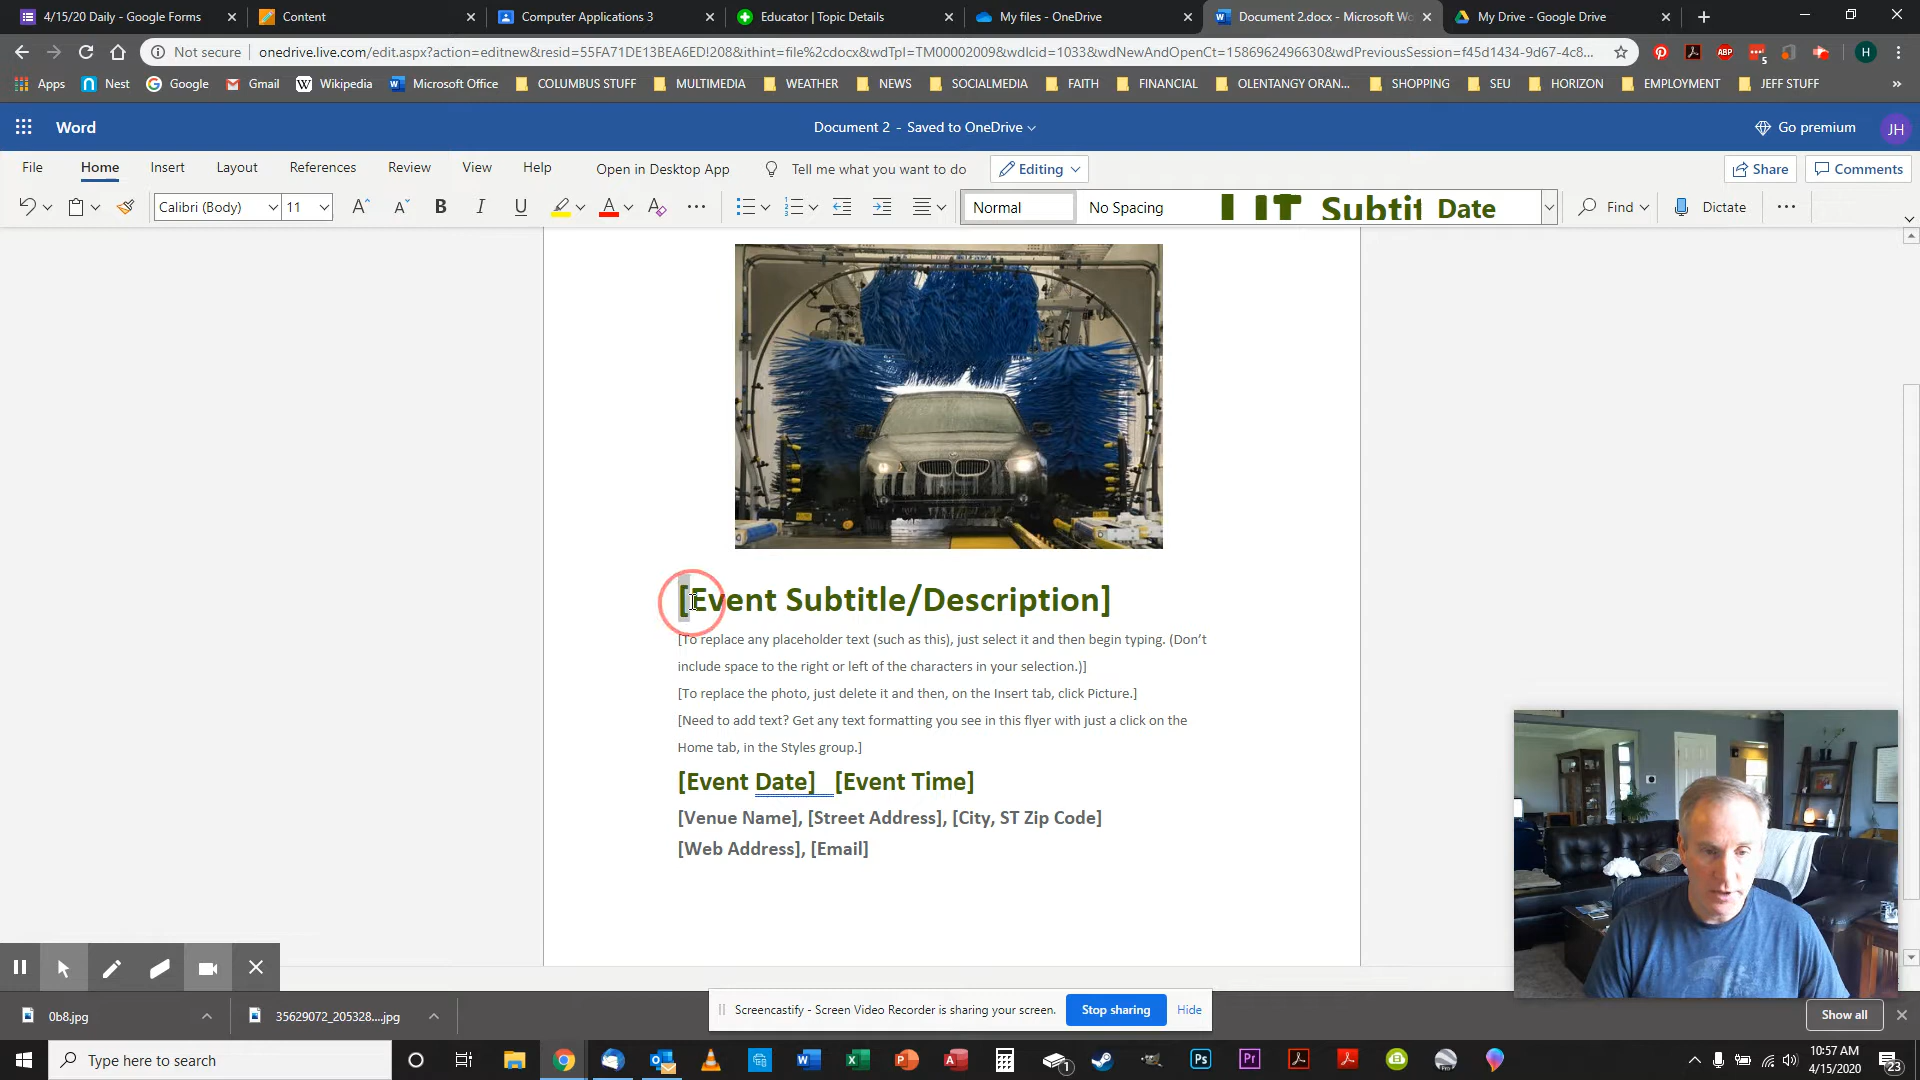 4/15/20 Daily - Google Forms
Content
Computer Applications 3
Educator | Topic Details
My files - OneDrive
Document 2.docx - Microsoft Wo
My Drive - Google Drive
Not secure
onedrive.live.com/edit.aspx?action=editnew&resid=55FA71DE13BEA6ED!208&ithint=file%2cdocx&wdTpl=TM00002009&wdlcid=1033&wdNewAndOpenCt=1586962496630&wdPreviousSession=f45d1434-9d67-4c8...
ABP
5
H
Apps
Nest
Google
Gmail
Wikipedia
Microsoft Office
COLUMBUS STUFF
MULTIMEDIA
WEATHER
NEWS
SOCIALMEDIA
FAITH
FINANCIAL
OLENTANGY ORAN...
SHOPPING
SEU
HORIZON
EMPLOYMENT
JEFF STUFF
Word
Document 2 - Saved to OneDrive
Go premium
JH
File
Home
Insert
Layout
References
Review
View
Help
Open in Desktop App
Tell me what you want to do
Editing
Share
Comments
Calibri (Body)
11
Normal
No Spacing
Subtit
Date
Find
Dictate
[Event Subtitle/Description]
[To replace any placeholder text (such as this), just select it and then begin typing. (Don't
include space to the right or left of the characters in your selection.)]
[To replace the photo, just delete it and then, on the Insert tab, click Picture.]
[Need to add text? Get any text formatting you see in this flyer with just a click on the
Home tab, in the Styles group.]
[Event Date] [Event Time]
[Venue Name], [Street Address], [City, ST Zip Code]
[Web Address], [Email]
0b8.jpg
35629072_205328....jpg
Screencastify - Screen Video Recorder is sharing your screen.
Stop sharing
Hide
Show all
Type here to search
1
Ps
Pr
10:57 AM
4/15/2020
23